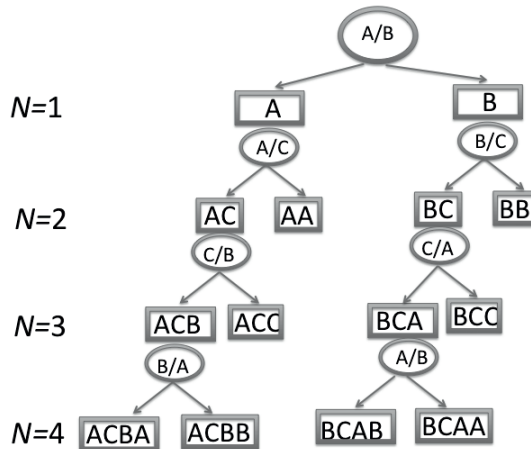 A/B
N=1 A B
A/C B/C
N=2 AC AA BC BB
C/B C/A
N=3 ACB ACC BCA BCC
B/A A/B
N=4 ACBA ACBB BCAB BCAA